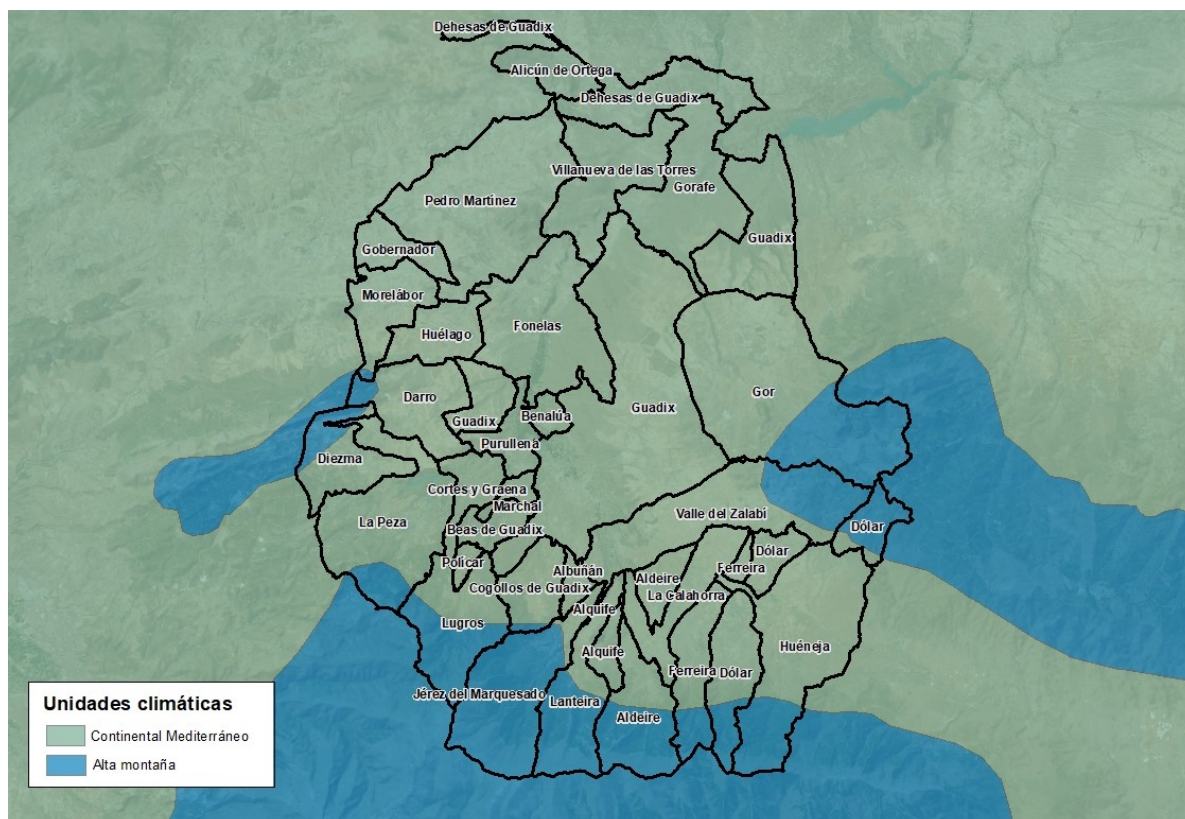 Dehesas de Guadix
Alicún de Ortega
Dehesas de Guadix
Villanueva de las Torres
Gorafe
Pedro Martínez
Guadix
Gobernador
Morelábor
Huélago
Fonelas
Gor
Darro
Guadix
Guadix
Benalúa
Purullena
Diezma
Cortes y Graena
Marchal
La Peza
Valle del Zalabí
Dólar
Beas de Guadix
Dólar
Polícar
Albuñán
Ferreira
Aldeire
Cogollos de Guadix
La Calahorra
Alquife
Lugros
Huéneja
Alquife
Ferreira
Dólar
Jérez del Marquesado
Lanteira
Aldeire
Unidades climáticas
Continental Mediterráneo
Alta montaña